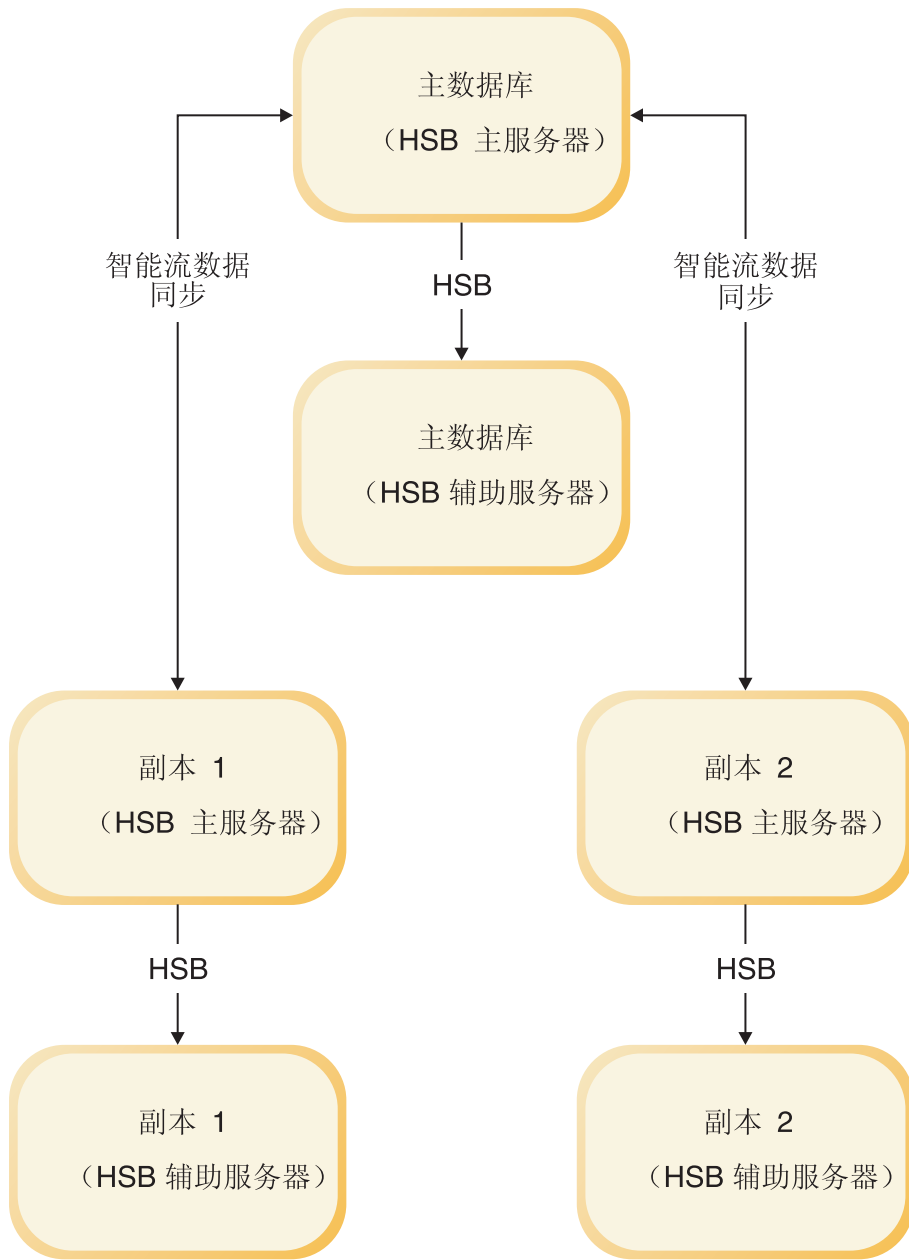 主数据库
（HSB 主服务器）
智能流数据
同步
HSB
智能流数据
同步
主数据库
（HSB 辅助服务器）
副本 1
（HSB 主服务器）
副本 2
（HSB 主服务器）
HSB
HSB
副本 1
（HSB 辅助服务器）
副本 2
（HSB 辅助服务器）